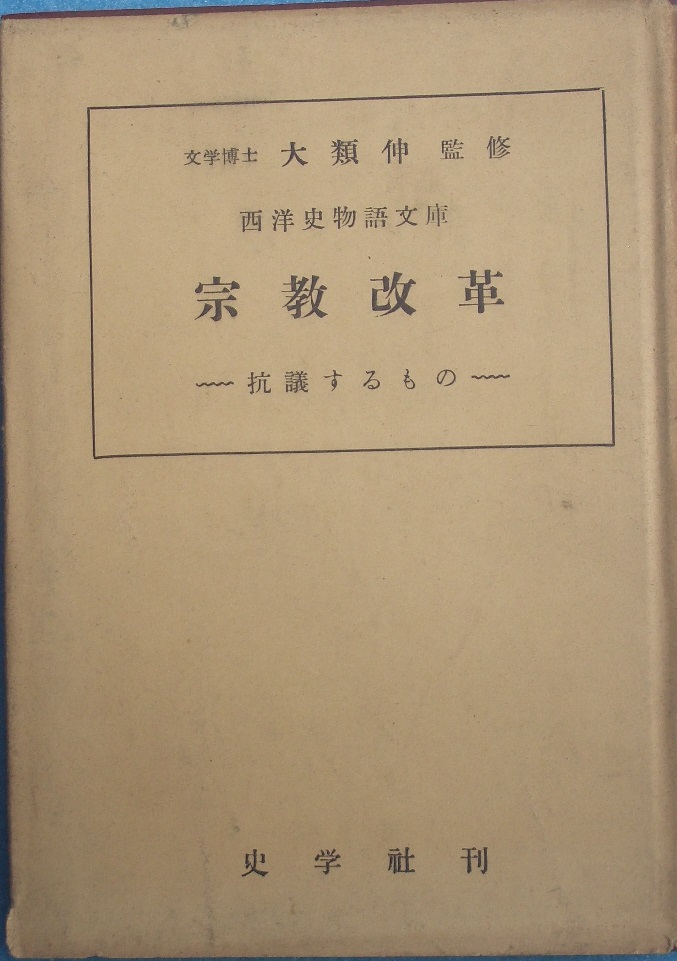 文学博士 大類伸 監修
西洋史物語文庫
宗教改革
〜抗議するもの〜
史学社刊